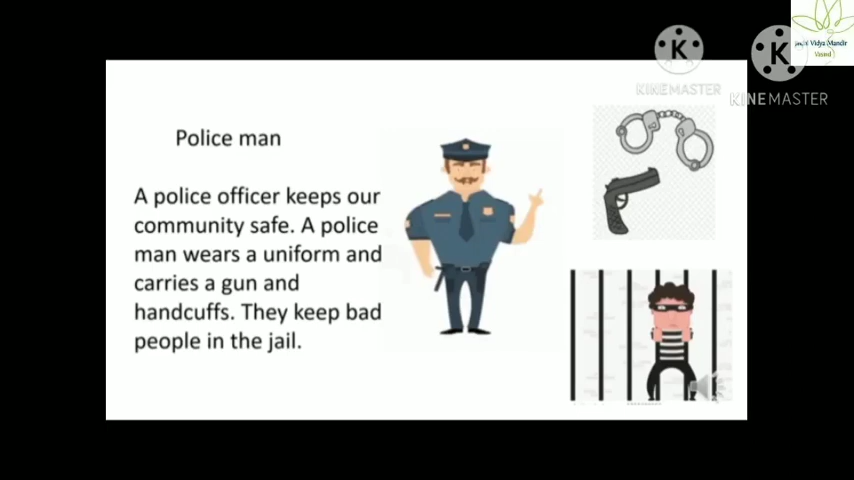 Vidya Mandir
Vasad
K
KINEMASTER
K
KINEMASTER
Police man
A police officer keeps our
community safe. A police
man wears a uniform and
carries a gun and
handcuffs. They keep bad
people in the jail.